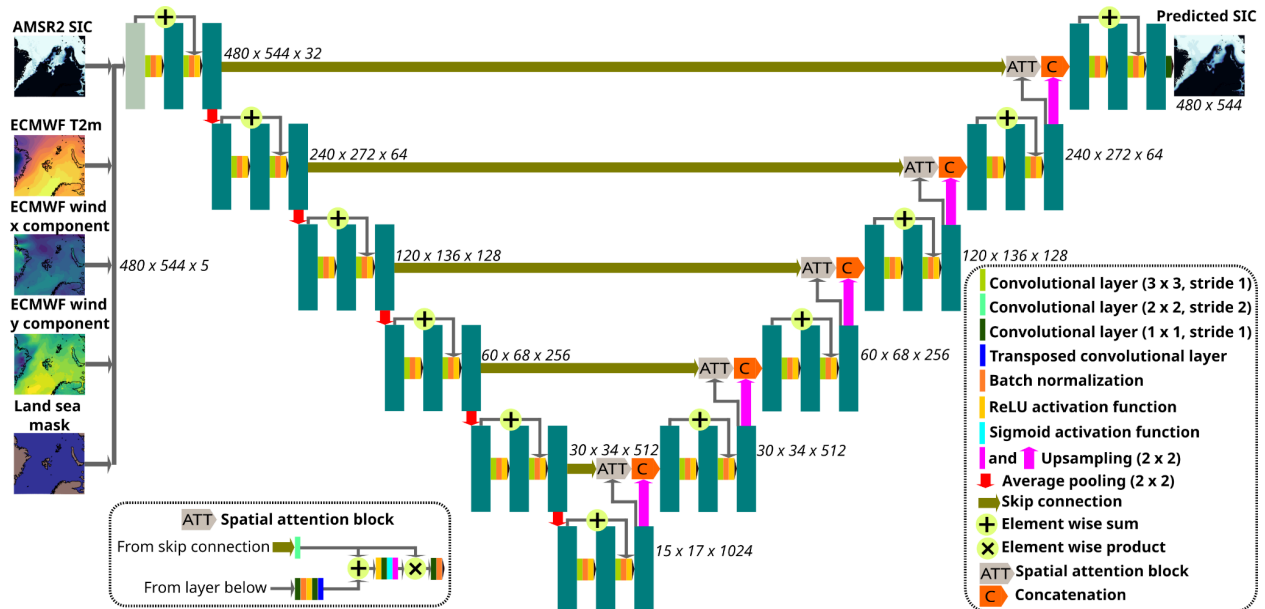 AMSR2 SIC
ECMWF T2m
ECMWF wind
x component
480 x 544 x 5
ECMWF wind
y component
Land sea
mask
480 x 544 x 32
240 x 272 x 64
120 x 136 x 128
60 x 68 x 256
30 x 34 x 512
15 x 17 x 1024
ATT C
30 x 34 x 512
ATT C
60 x 68 x 256
ATT C
120 x 136 x 128
ATT C
240 x 272 x 64
ATT C
Predicted SIC
480 x 544
ATT Spatial attention block
From skip connection
From layer below
Convolutional layer (3 x 3, stride 1)
Convolutional layer (2 x 2, stride 2)
Convolutional layer (1 x 1, stride 1)
Transposed convolutional layer
Batch normalization
ReLU activation function
Sigmoid activation function
and Upsampling (2 x 2)
Average pooling (2 x 2)
Skip connection
Element wise sum
Element wise product
ATT Spatial attention block
C Concatenation